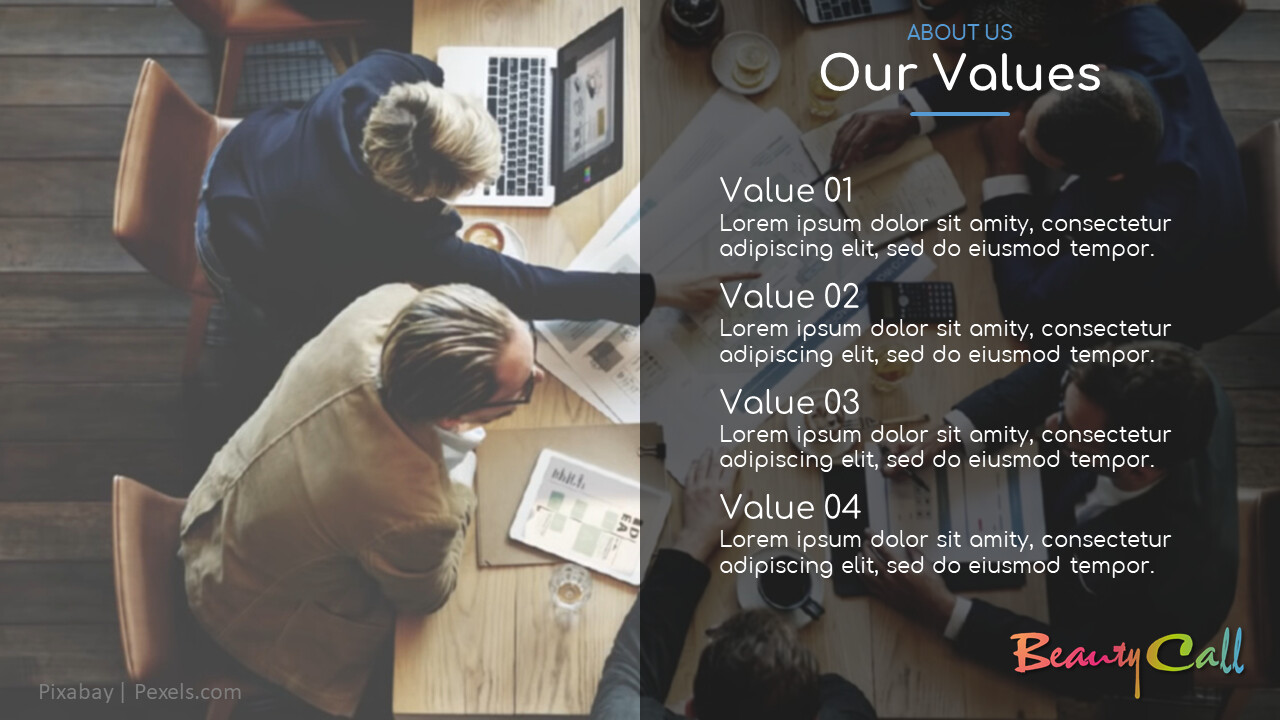 ABOUT US
Our Values
Value 01
Lorem ipsum dolor sit amity, consectetur
adipiscing elit, sed do eiusmod tempor.
Value 02
Lorem ipsum dolor sit amity, consectetur
adipiscing elit, sed do eiusmod tempor.
Value 03
Lorem ipsum dolor sit amity, consectetur
adipiscing elit, sed do eiusmod tempor.
Value 04
Lorem ipsum dolor sit amity, consectetur
adipiscing elit, sed do eiusmod tempor.
Beauty Call
Pixabay | Pexels.com